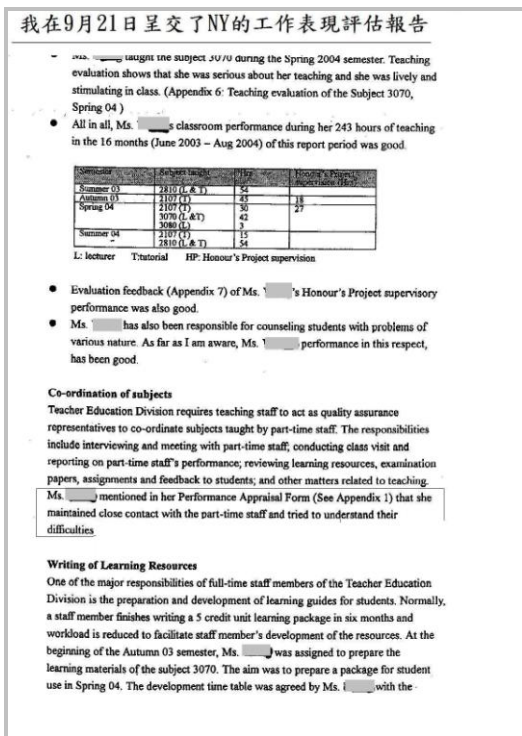 我在9月21日呈交了NY的工作表現評估報告
taught the subject 3070 during the Spring 2004 semester. Teaching
evaluation shows that she was serious about her teaching and she was lively and
stimulating in class. (Appendix 6: Teaching evaluation of the Subject 3070,
Spring 04 )
All in all, Ms. 's classroom performance during her 243 hours of teaching
in the 16 months (June 2003 – Aug 2004) of this report period was good.
Semester Subject taught Hrs Honour's Project supervision (Hr)
Summer 03 2810 (L & T) 54
Autumn 03 2107 (T) 45 18
Spring 04 2107 (T) 30 27
3070 (L &T) 42
3080 (L) 3
Summer 04 2107 (T) 15
2810 (L & T) 54
L: lecturer T:tutorial HP: Honour's Project supervision
Evaluation feedback (Appendix 7) of Ms. 's Honour's Project supervisory
performance was also good.
Ms. has also been responsible for counseling students with problems of
various nature. As far as I am aware, Ms. performance in this respect,
has been good.
Co-ordination of subjects
Teacher Education Division requires teaching staff to act as quality assurance
representatives to co-ordinate subjects taught by part-time staff. The responsibilities
include interviewing and meeting with part-time staff; conducting class visit and
reporting on part-time staff's performance; reviewing learning resources, examination
papers, assignments and feedback to students; and other matters related to teaching.
Ms. mentioned in her Performance Appraisal Form (See Appendix 1) that she
maintained close contact with the part-time staff and tried to understand their
difficulties
Writing of Learning Resources
One of the major responsibilities of full-time staff members of the Teacher Education
Division is the preparation and development of learning guides for students. Normally,
a staff member finishes writing a 5 credit unit learning package in six months and
workload is reduced to facilitate staff member's development of the resources. At the
beginning of the Autumn 03 semester, Ms. was assigned to prepare the
learning materials of the subject 3070. The aim was to prepare a package for student
use in Spring 04. The development time table was agreed by Ms. with the